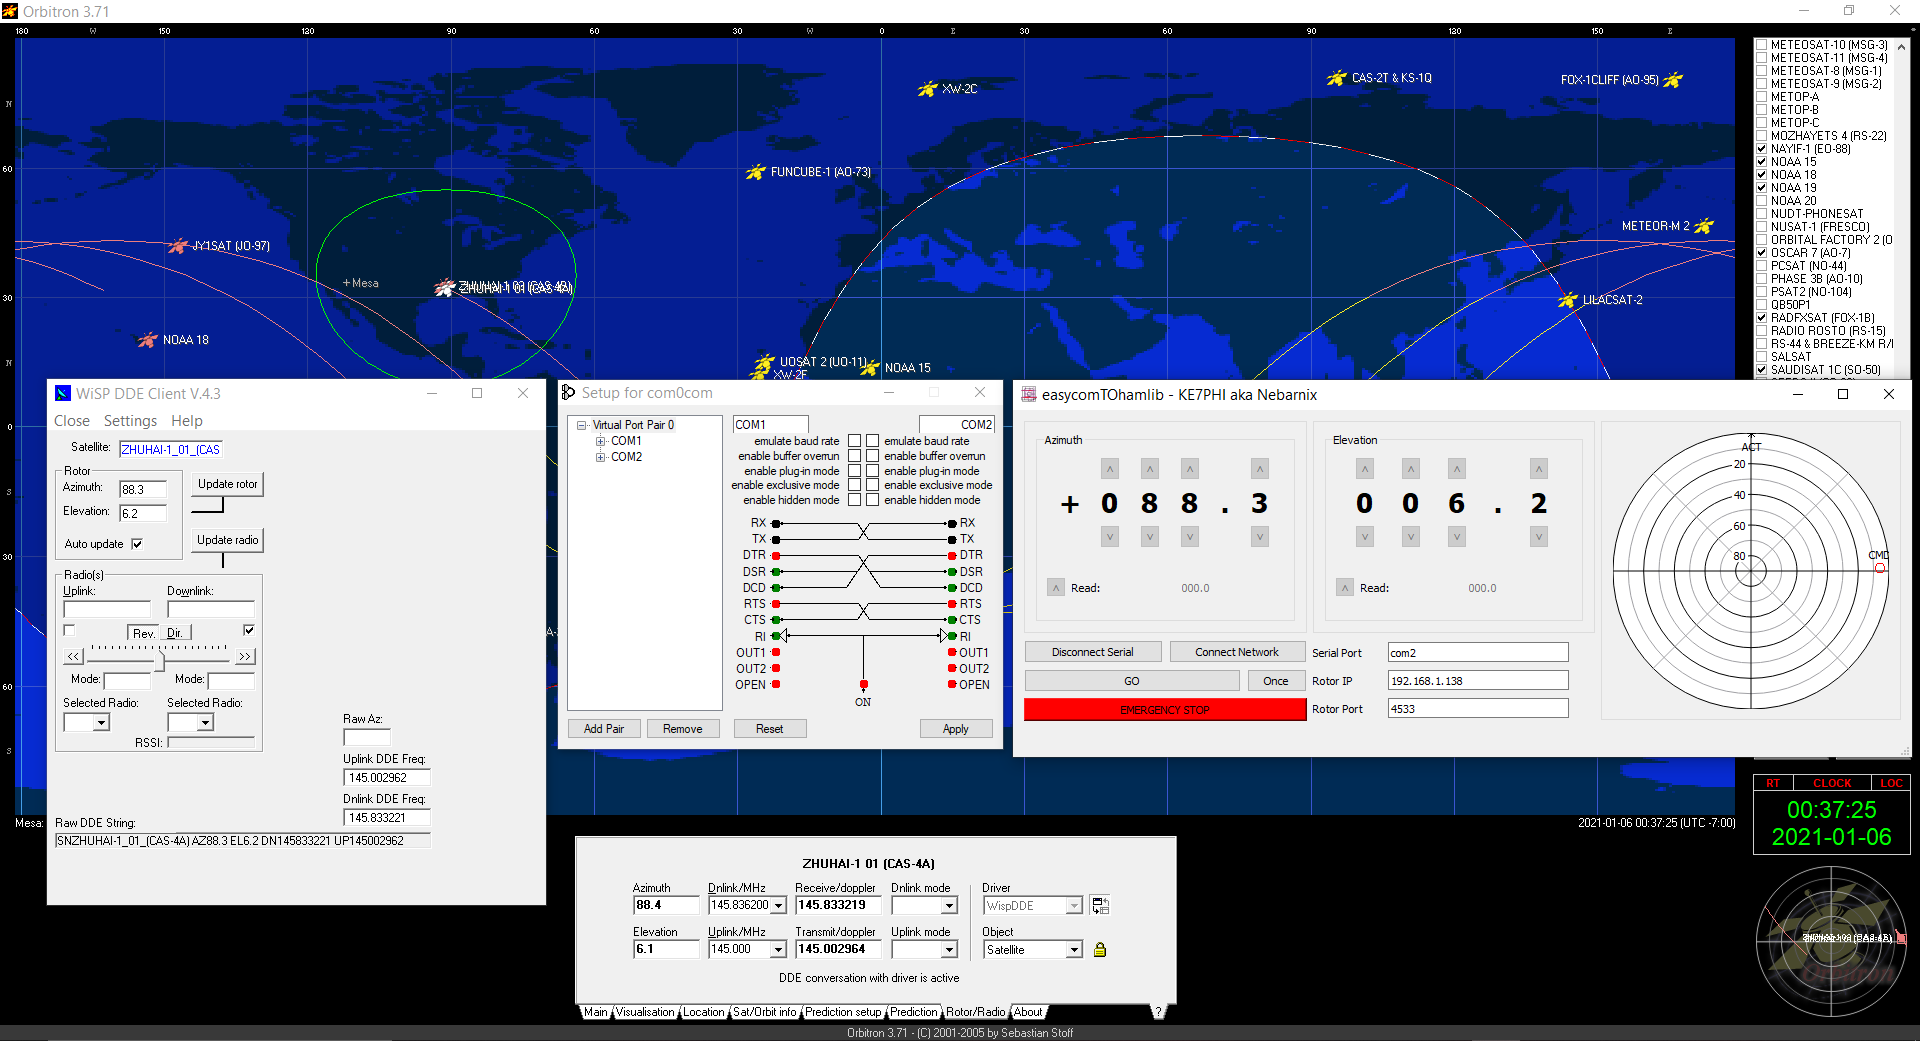 Orbitron 3.71
180 W 150 120 90 60 30 W 0 E 30 60 90 120 150 E
N
60
30
N
0
S
30
60
S
XW-2C
CAS-2T & KS-1Q
FOX-1CLIFF (AO-95)
FUNCUBE-1 (AO-73)
METEOR-M 2
JY1SAT (JO-97)
+Mesa
ZHUHAI-1 01 (CAS-4A)
LILACSAT-2
NOAA 18
UOSAT 2 (UO-11)
NOAA 15
XW-2F
METEOSAT-10 (MSG-3)
METEOSAT-11 (MSG-4)
METEOSAT-8 (MSG-1)
METEOSAT-9 (MSG-2)
METOP-A
METOP-B
METOP-C
MOZHAYETS 4 (RS-22)
NAYIF-1 (EO-88)
NOAA 15
NOAA 18
NOAA 19
NOAA 20
NUDT-PHONESAT
NUSAT-1 (FRESCO)
ORBITAL FACTORY 2 (O
OSCAR 7 (AO-7)
PCSAT (NO-44)
PHASE 3B (AO-10)
PSAT2 (NO-104)
QB50P1
RADFXSAT (FOX-1B)
RADIO ROSTO (RS-15)
RS-44 & BREEZE-KM R/
SALSAT
SAUDISAT 1C (SO-50)
WiSP DDE Client V.4.3
Close Settings Help
Satellite: ZHUHAI-1_01_(CAS
Rotor
Azimuth: 88.3
Update rotor
Elevation: 6.2
Auto update
Update radio
Radio(s)
Uplink: Downlink:
Rev. Dir.
<< >>
Mode: Mode:
Selected Radio: Selected Radio:
RSSI:
Raw Az:
Uplink DDE Freq:
145.002962
Dnlink DDE Freq:
145.833221
Raw DDE String:
SNZHUHAI-1_01_(CAS-4A) AZ88.3 EL6.2 DN145833221 UP145002962
Setup for com0com
Virtual Port Pair 0
COM1
COM2
COM1 COM2
emulate baud rate emulate baud rate
enable buffer overrun enable buffer overrun
enable plug-in mode enable plug-in mode
enable exclusive mode enable exclusive mode
enable hidden mode enable hidden mode
RX RX
TX TX
DTR DTR
DSR DSR
DCD DCD
RTS RTS
CTS CTS
RI RI
OUT1 OUT1
OUT2 OUT2
OPEN OPEN
ON
Add Pair Remove Reset Apply
easycomTOhamlib - KE7PHI aka Nebarnix
Azimuth
+ 0 8 8 . 3
Read: 000.0
Elevation
0 0 6 . 2
Read: 000.0
ACT
20
40
60
80
CMD
Disconnect Serial Connect Network Serial Port com2
GO Once Rotor IP 192.168.1.138
EMERGENCY STOP Rotor Port 4533
Mesa:
2021-01-06 00:37:25 (UTC -7:00)
RT CLOCK LOC
00:37:25
2021-01-06
ZHUHAI-1 01 (CAS-4A)
Azimuth Dnlink/MHz Receive/doppler Dnlink mode Driver
88.4 145.836200 145.833219 WispDDE
Elevation Uplink/MHz Transmit/doppler Uplink mode Object
6.1 145.000 145.002964 Satellite
DDE conversation with driver is active
Main Visualisation Location Sat/Orbit info Prediction setup Prediction Rotor/Radio About ?
Orbitron 3.71 - (C) 2001-2005 by Sebastian Stoff